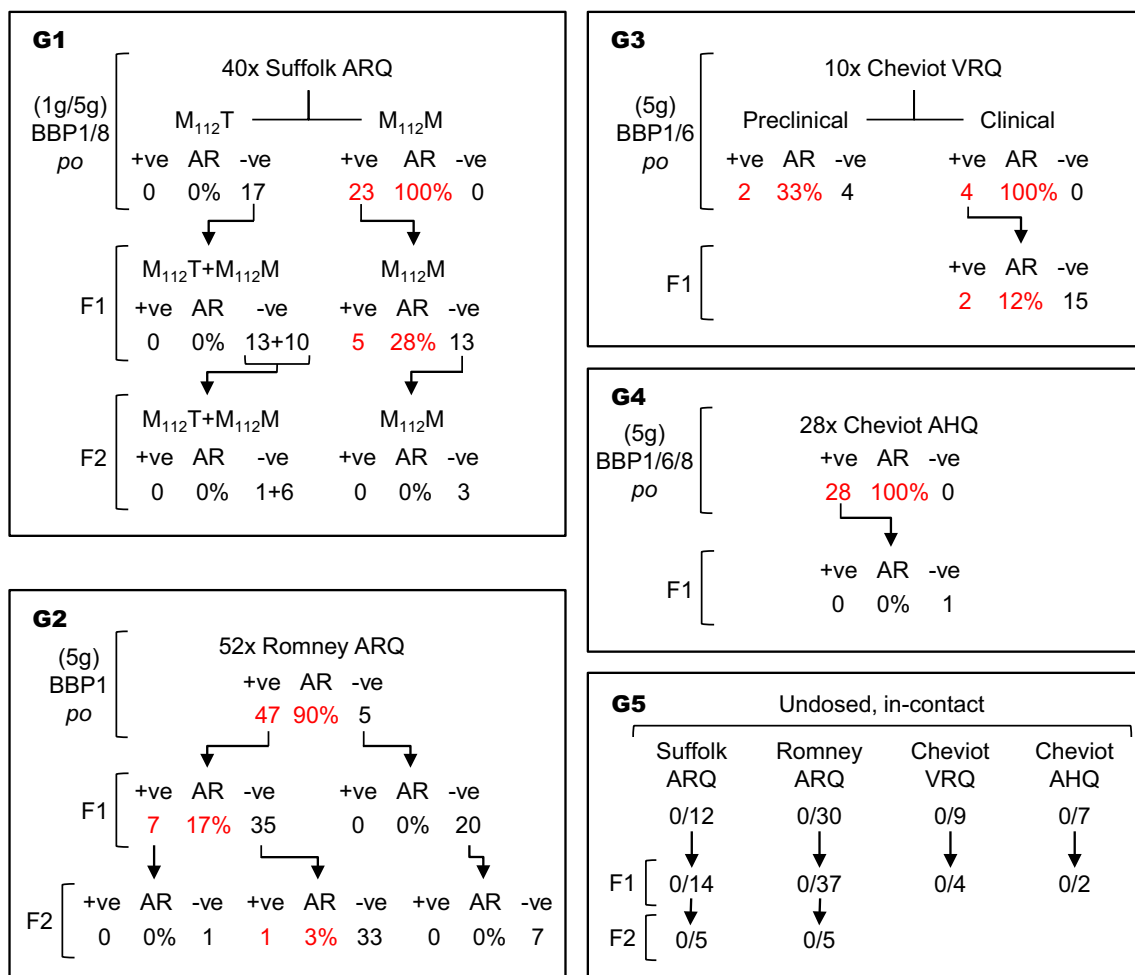 G1
40x Suffolk ARQ
(1g/5g)
BBP1/8
po
M₁₁₂T M₁₁₂M
+ve AR -ve +ve AR -ve
0 0% 17 23 100% 0
F1
M₁₁₂T+M₁₁₂M M₁₁₂M
+ve AR -ve +ve AR -ve
0 0% 13+10 5 28% 13
F2
M₁₁₂T+M₁₁₂M M₁₁₂M
+ve AR -ve +ve AR -ve
0 0% 1+6 0 0% 3
G2
52x Romney ARQ
(5g)
BBP1
po
+ve AR -ve
47 90% 5
F1
+ve AR -ve +ve AR -ve
7 17% 35 0 0% 20
F2
+ve AR -ve +ve AR -ve +ve AR -ve
0 0% 1 1 3% 33 0 0% 7
G3
10x Cheviot VRQ
(5g)
BBP1/6
po
Preclinical Clinical
+ve AR -ve +ve AR -ve
2 33% 4 4 100% 0
F1
+ve AR -ve
2 12% 15
G4
28x Cheviot AHQ
(5g)
BBP1/6/8
po
+ve AR -ve
28 100% 0
F1
+ve AR -ve
0 0% 1
G5
Undosed, in-contact
Suffolk Romney Cheviot Cheviot
ARQ ARQ VRQ AHQ
0/12 0/30 0/9 0/7
F1 0/14 0/37 0/4 0/2
F2 0/5 0/5